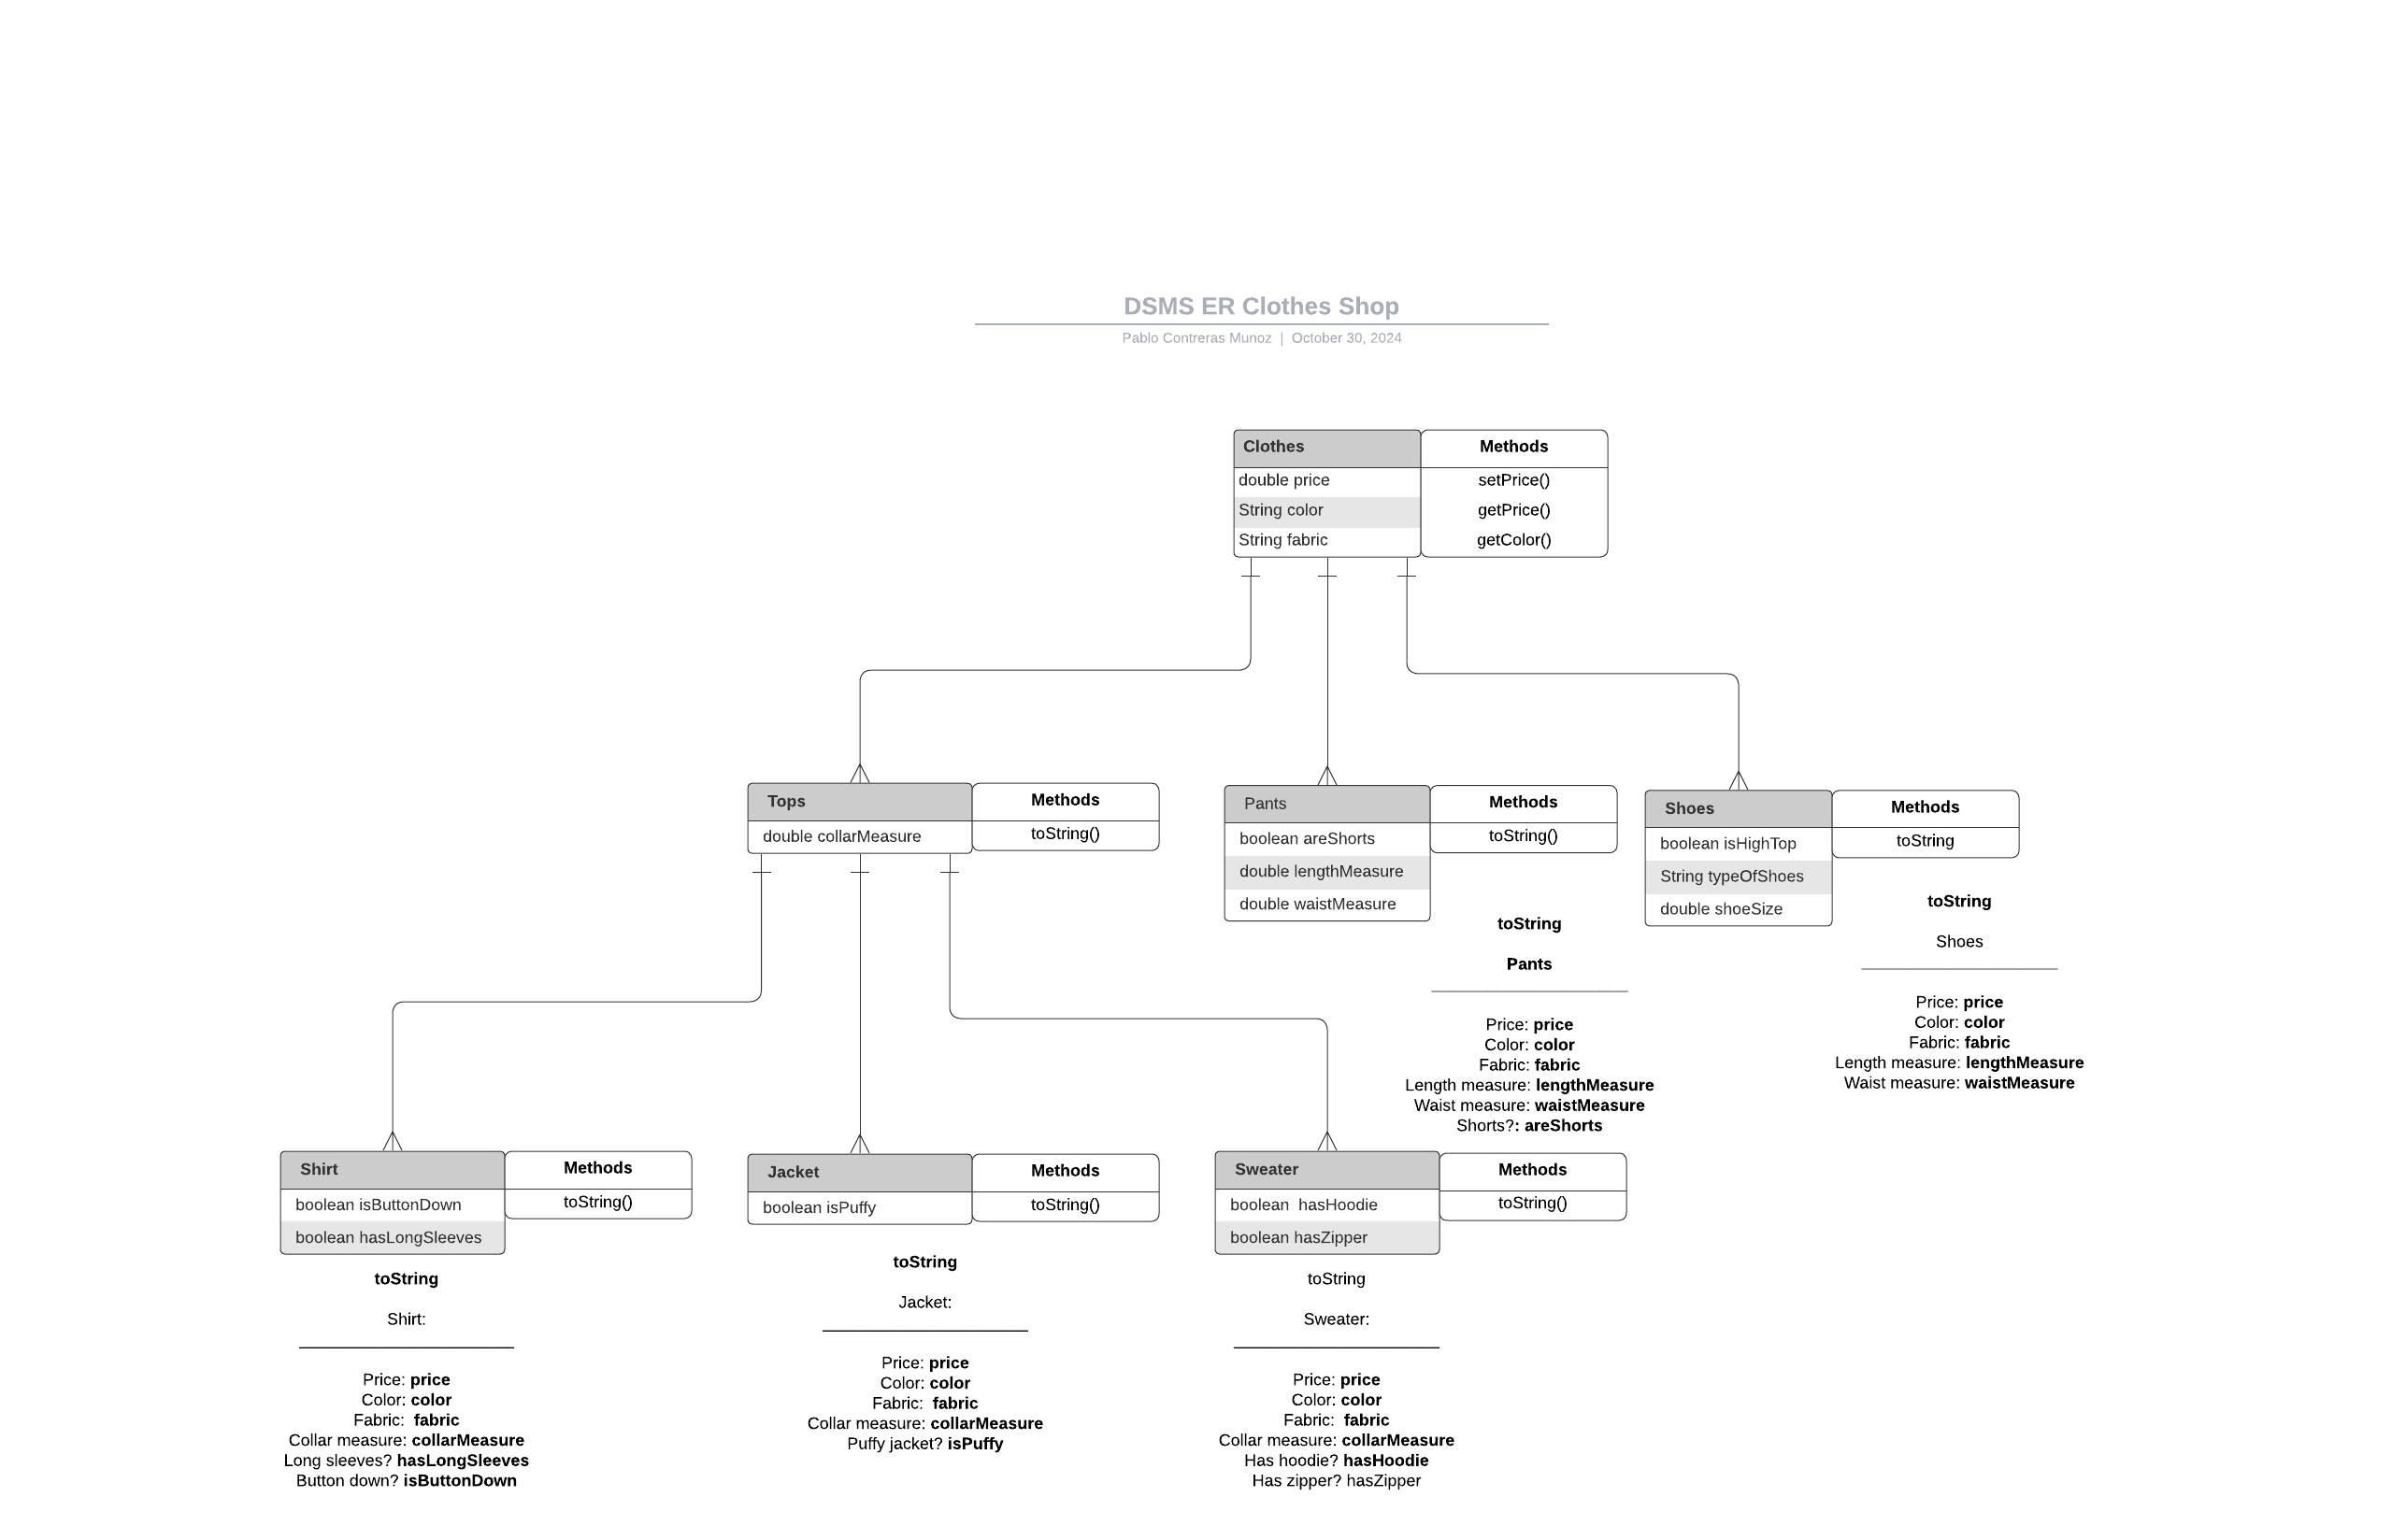 DSMS ER Clothes Shop
Pablo Contreras Munoz | October 30, 2024
Clothes
double price
String color
String fabric
Methods
setPrice()
getPrice()
getColor()
Tops
double collarMeasure
Methods
toString()
Pants
boolean areShorts
double lengthMeasure
double waistMeasure
Methods
toString()
toString
Pants
Price: price
Color: color
Fabric: fabric
Length measure: lengthMeasure
Waist measure: waistMeasure
Shorts?: areShorts
Shoes
boolean isHighTop
String typeOfShoes
double shoeSize
Methods
toString
toString
Shoes
Price: price
Color: color
Fabric: fabric
Length measure: lengthMeasure
Waist measure: waistMeasure
Shirt
boolean isButtonDown
boolean hasLongSleeves
Methods
toString()
toString
Shirt:
Price: price
Color: color
Fabric:  fabric
Collar measure: collarMeasure
Long sleeves? hasLongSleeves
Button down? isButtonDown
Jacket
boolean isPuffy
Methods
toString()
toString
Jacket:
Price: price
Color: color
Fabric:  fabric
Collar measure: collarMeasure
Puffy jacket? isPuffy
Sweater
boolean  hasHoodie
boolean hasZipper
Methods
toString()
toString
Sweater:
Price: price
Color: color
Fabric:  fabric
Collar measure: collarMeasure
Has hoodie? hasHoodie
Has zipper? hasZipper